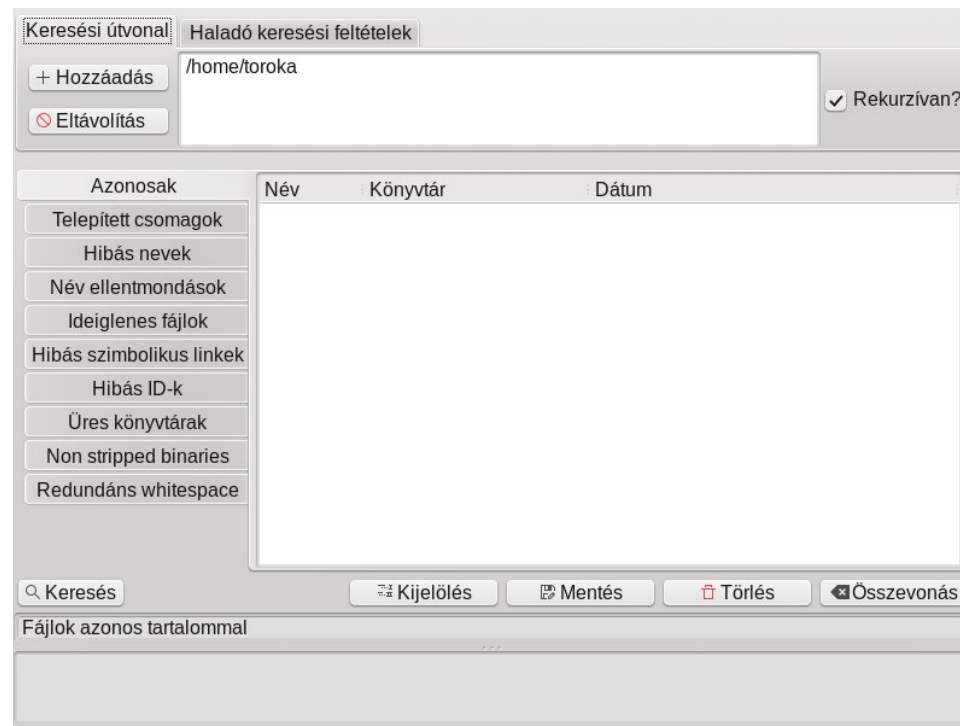 Keresési útvonal
Haladó keresési feltételek
Hozzáadás
Eltávolítás
/home/toroka
Rekurzívan?
Azonosak
Telepített csomagok
Hibás nevek
Név ellentmondások
Ideiglenes fájlok
Hibás szimbolikus linkek
Hibás ID-k
Üres könyvtárak
Non stripped binaries
Redundáns whitespace
Név
Könyvtár
Dátum
Keresés
Kijelölés
Mentés
Törlés
Összevonás
Fájlok azonos tartalommal